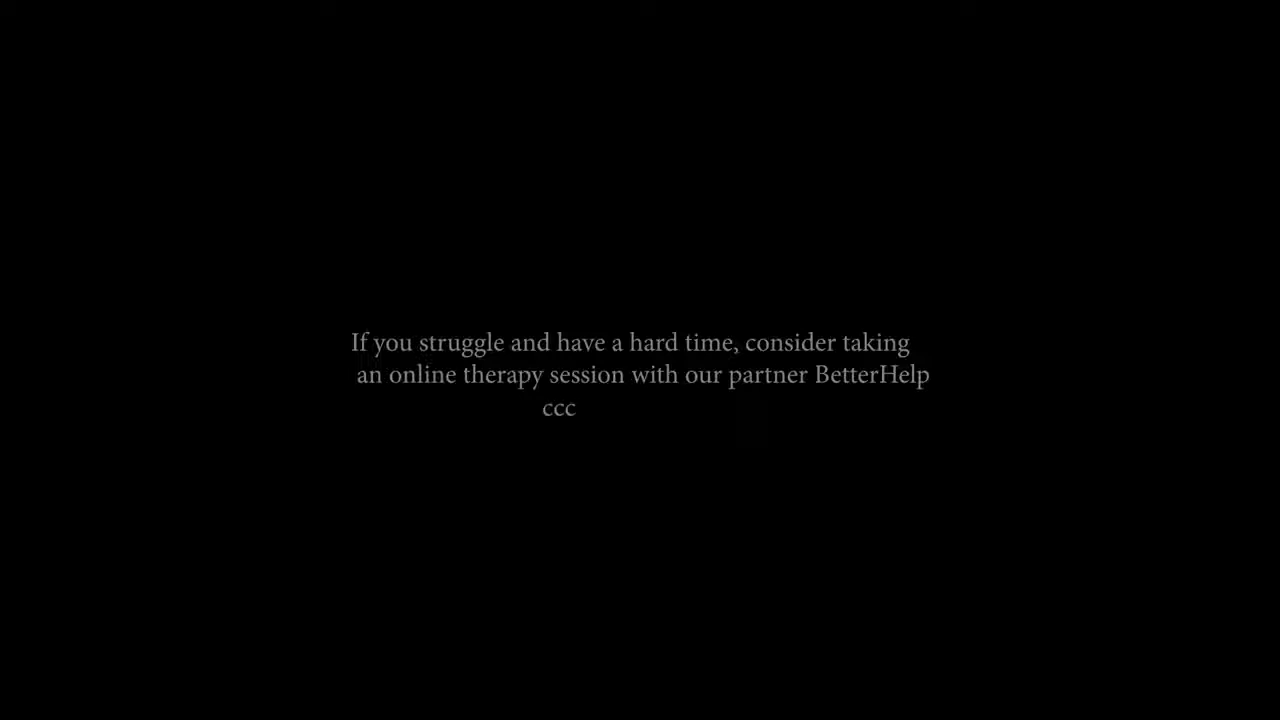 If you struggle and have a hard time, consider taking
an online therapy session with our partner BetterHelp
ccc